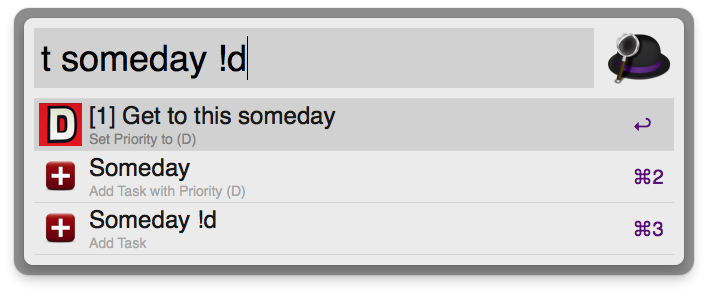 t someday !d
D
[1] Get to this someday
Set Priority to (D)
↩
Someday
Add Task with Priority (D)
⌘2
Someday !d
Add Task
⌘3